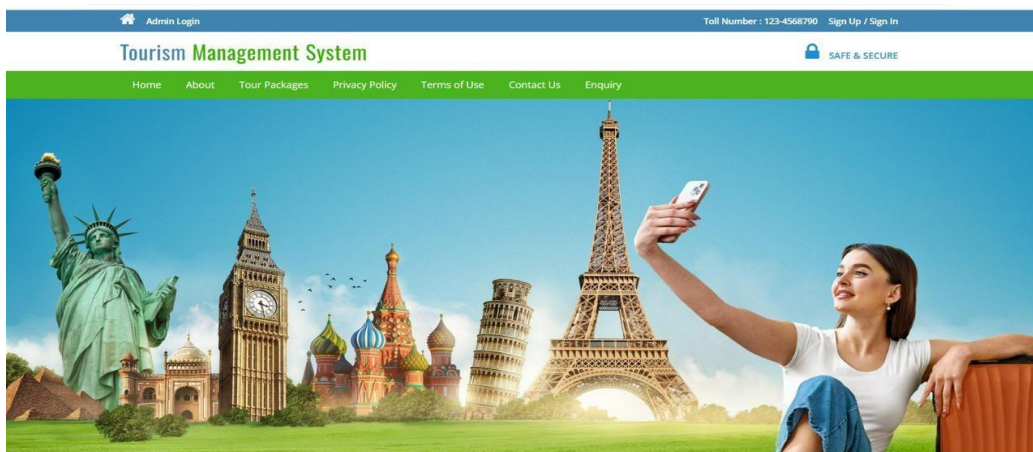 Admin Login Toll Number : 123-4568790 Sign Up / Sign In
Tourism Management System SAFE & SECURE
Home About Tour Packages Privacy Policy Terms of Use Contact Us Enquiry